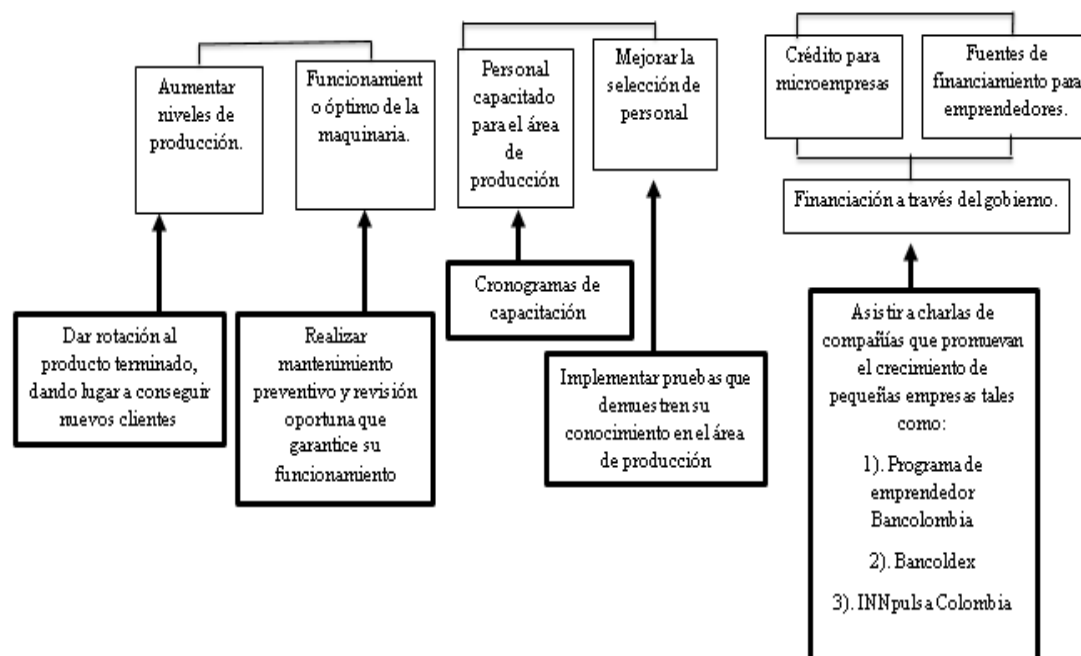 Aumentar
niveles de
producción.
Funcionamient
o óptimo de la
maquinaria.
Personal
capacitado
para el área
de
producción
Mejorar la
selección de
personal
Crédito para
microempresas
Fuentes de
financiamiento para
emprendedores.
Financiación a través del gobierno.
Dar rotación al
producto terminado,
dando lugar a conseguir
nuevos clientes
Realizar
mantenimiento
preventivo y revisión
oportuna que
garantice su
funcionamiento
Cronogramas de
capacitación
Implementar pruebas que
demuestren su
conocimiento en el área
de producción
Asistir a charlas de
compañías que promuevan
el crecimiento de
pequeñas empresas tales
como:
1). Programa de
emprendedor
Bancolombia
2). Bancoldex
3). INNpulsa Colombia